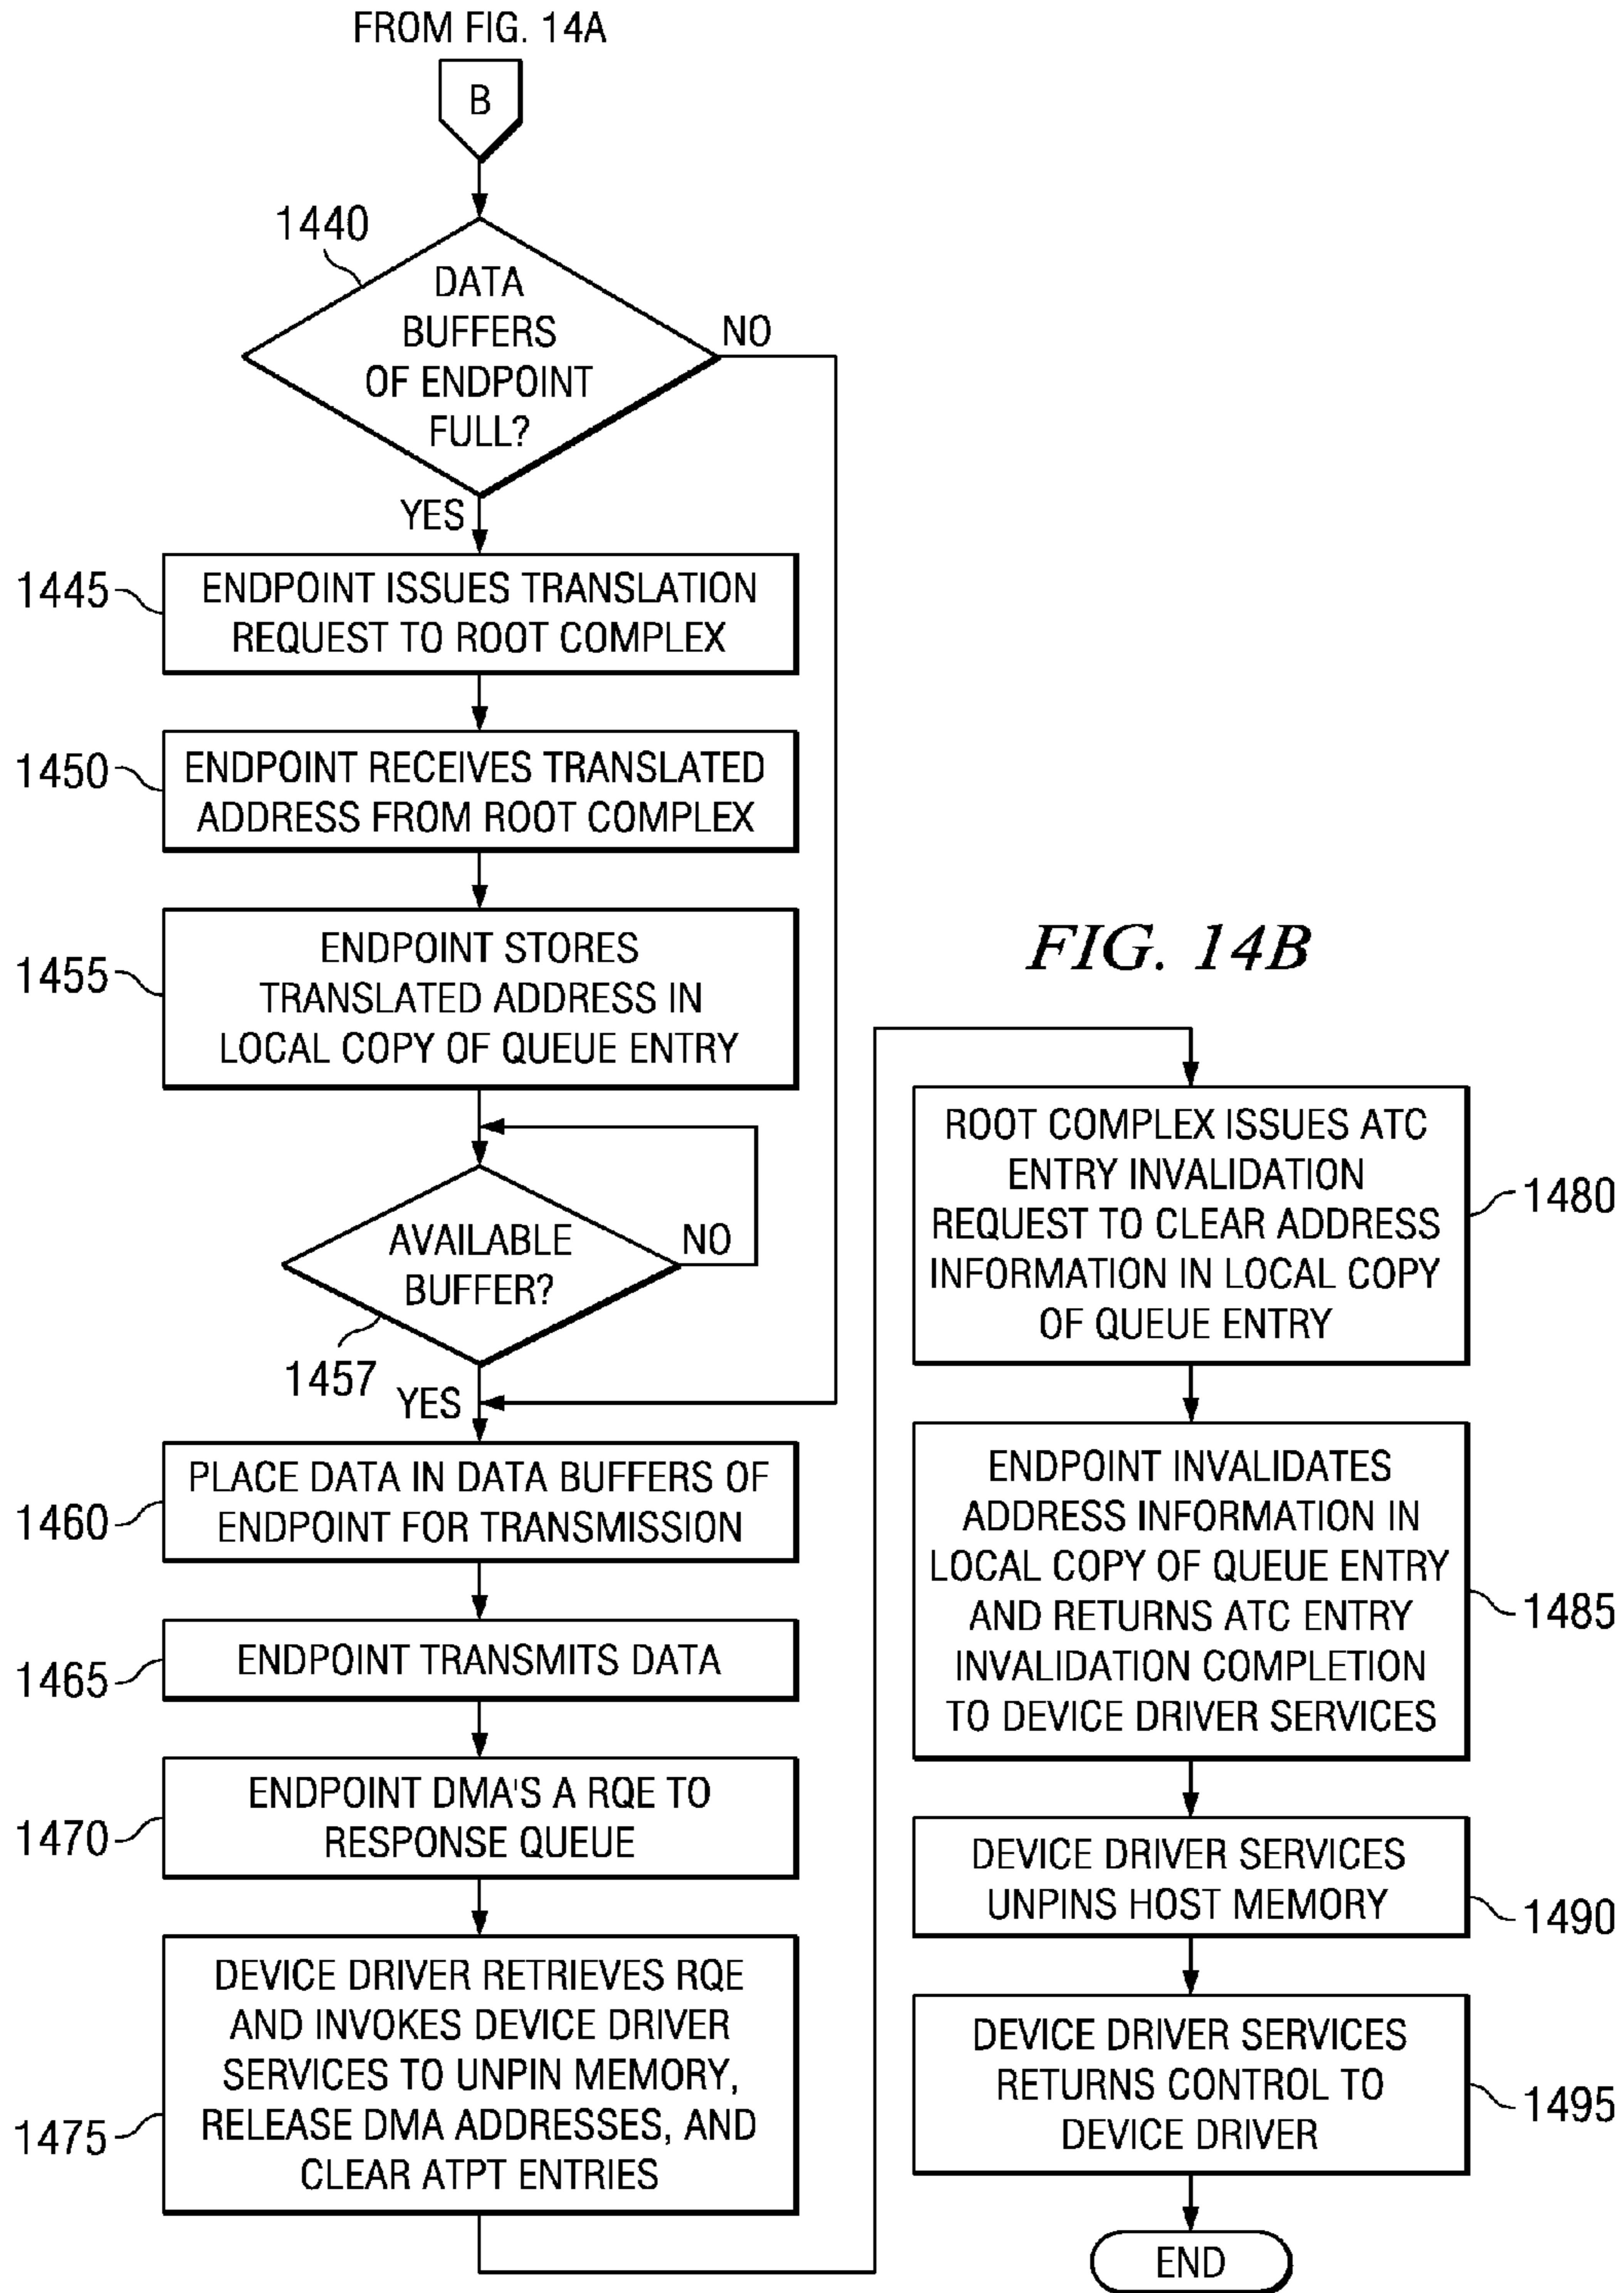 FROM FIG. 14A
B
1440
DATA
BUFFERS
OF ENDPOINT
FULL?
NO
YES
1445
ENDPOINT ISSUES TRANSLATION
REQUEST TO ROOT COMPLEX
1450
ENDPOINT RECEIVES TRANSLATED
ADDRESS FROM ROOT COMPLEX
1455
ENDPOINT STORES
TRANSLATED ADDRESS IN
LOCAL COPY OF QUEUE ENTRY
AVAILABLE
BUFFER?
NO
1457
YES
1460
PLACE DATA IN DATA BUFFERS OF
ENDPOINT FOR TRANSMISSION
1465
ENDPOINT TRANSMITS DATA
1470
ENDPOINT DMA'S A RQE TO
RESPONSE QUEUE
1475
DEVICE DRIVER RETRIEVES RQE
AND INVOKES DEVICE DRIVER
SERVICES TO UNPIN MEMORY,
RELEASE DMA ADDRESSES, AND
CLEAR ATPT ENTRIES
FIG. 14B
ROOT COMPLEX ISSUES ATC
ENTRY INVALIDATION
REQUEST TO CLEAR ADDRESS
INFORMATION IN LOCAL COPY
OF QUEUE ENTRY
1480
ENDPOINT INVALIDATES
ADDRESS INFORMATION IN
LOCAL COPY OF QUEUE ENTRY
AND RETURNS ATC ENTRY
INVALIDATION COMPLETION
TO DEVICE DRIVER SERVICES
1485
DEVICE DRIVER SERVICES
UNPINS HOST MEMORY
1490
DEVICE DRIVER SERVICES
RETURNS CONTROL TO
DEVICE DRIVER
1495
END